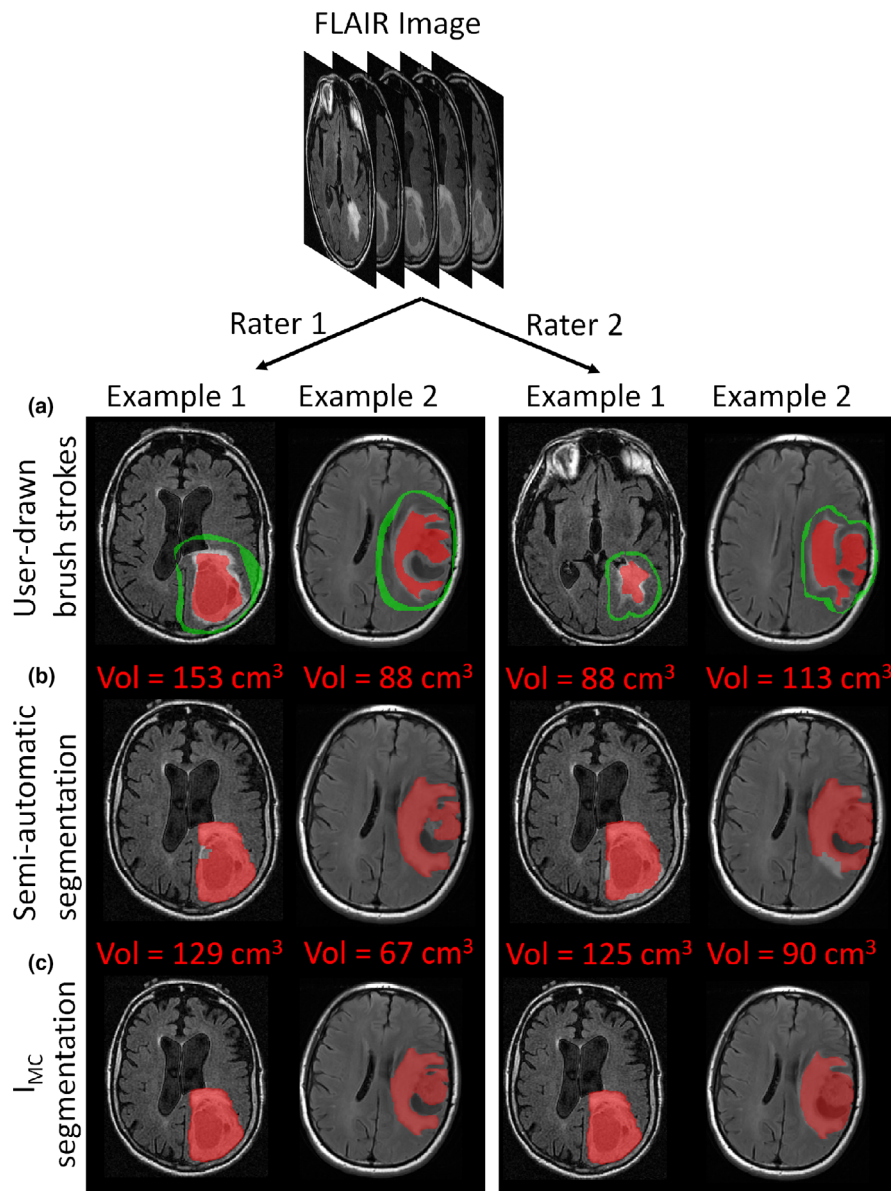 FLAIR Image
Rater 1
Rater 2
Example 1
Example 2
Example 1
Example 2
(a)
User-drawn
brush strokes
Vol = 153 cm³
Vol = 88 cm³
Vol = 88 cm³
Vol = 113 cm³
(b)
Semi-automatic
segmentation
Vol = 129 cm³
Vol = 67 cm³
Vol = 125 cm³
Vol = 90 cm³
(c)
I_MC
segmentation